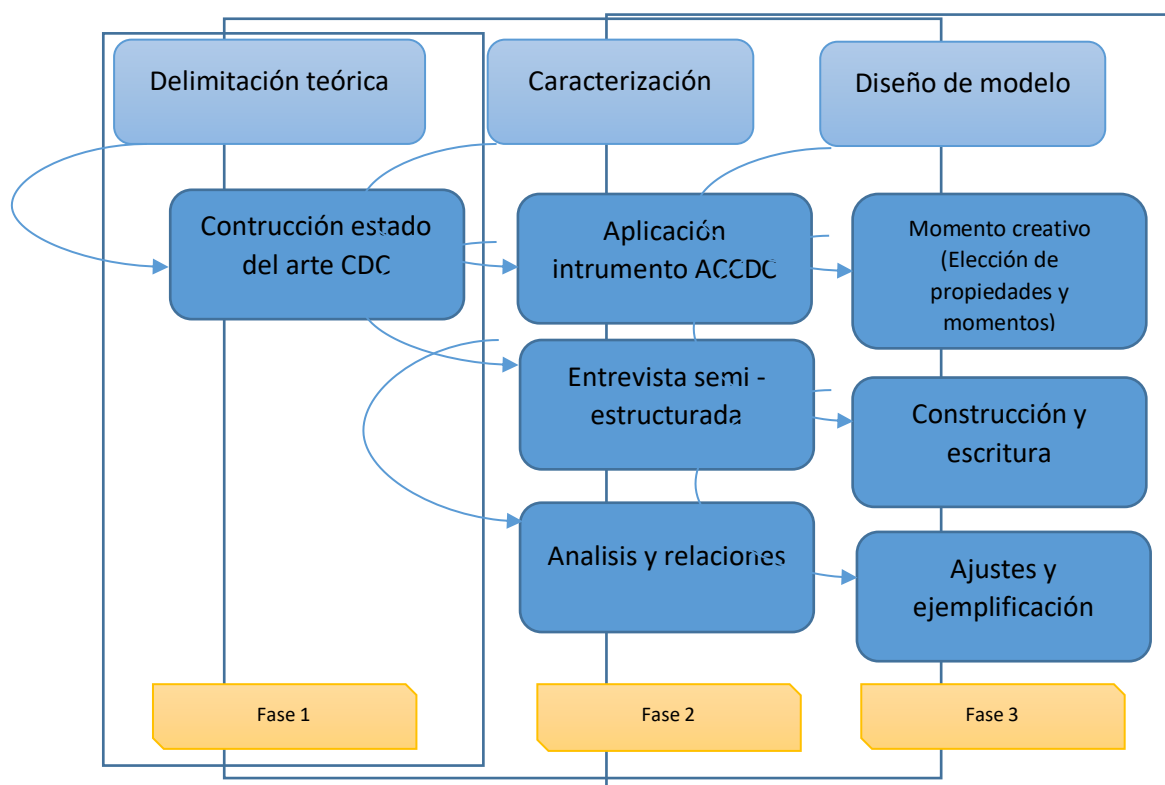 Delimitación teórica
Caracterización
Diseño de modelo
Contrucción estado
del arte CDC
Aplicación
intrumento ACCDC
Momento creativo
(Elección de
propiedades y
momentos)
Entrevista semi -
estructurada
Construcción y
escritura
Analisis y relaciones
Ajustes y
ejemplificación
Fase 1
Fase 2
Fase 3